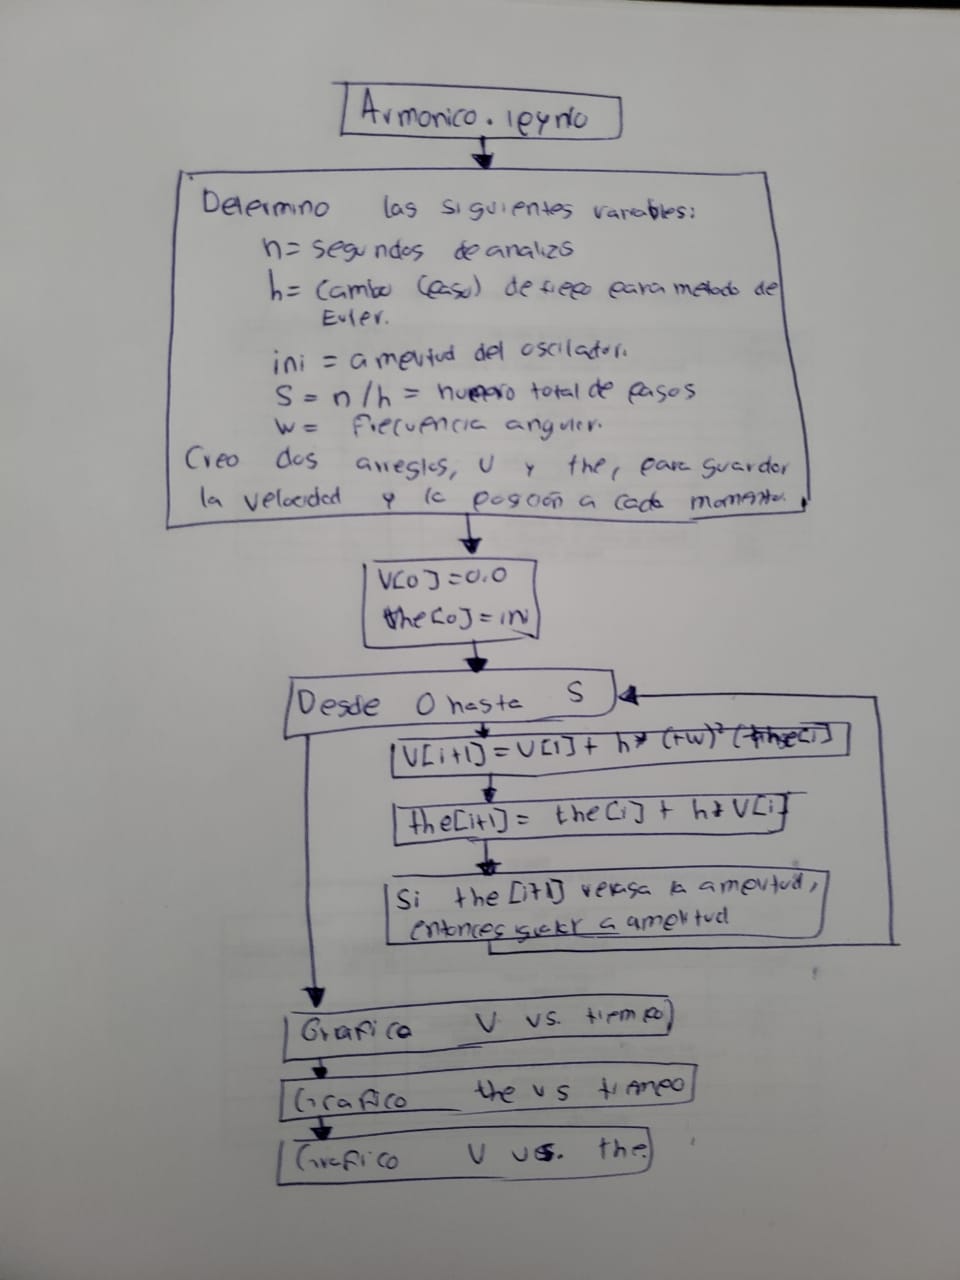 Armonico.ipynb
Determino las siguientes variables:
n = segundos de analizis
h = cambio (paso) de tiempo para metodo de
Euler.
ini = amplitud del oscilador.
S = n/h = numero total de pasos
w = frecuencia angular.
Creo dos arreglos, v y the, para guardar
la velocidad y la posición a cada momento.
V[0] = 0.0
the[0] = ini
Desde 0 hasta S
V[i+1] = V[i] + h* (-w)² (the[i])
the[i+1] = the[i] + h* V[i]
Si the[i+1] rebasa la amplitud,
entonces a amplitud
Grafico V vs. tiempo
Grafico the vs tiempo
Grafico V vs. the